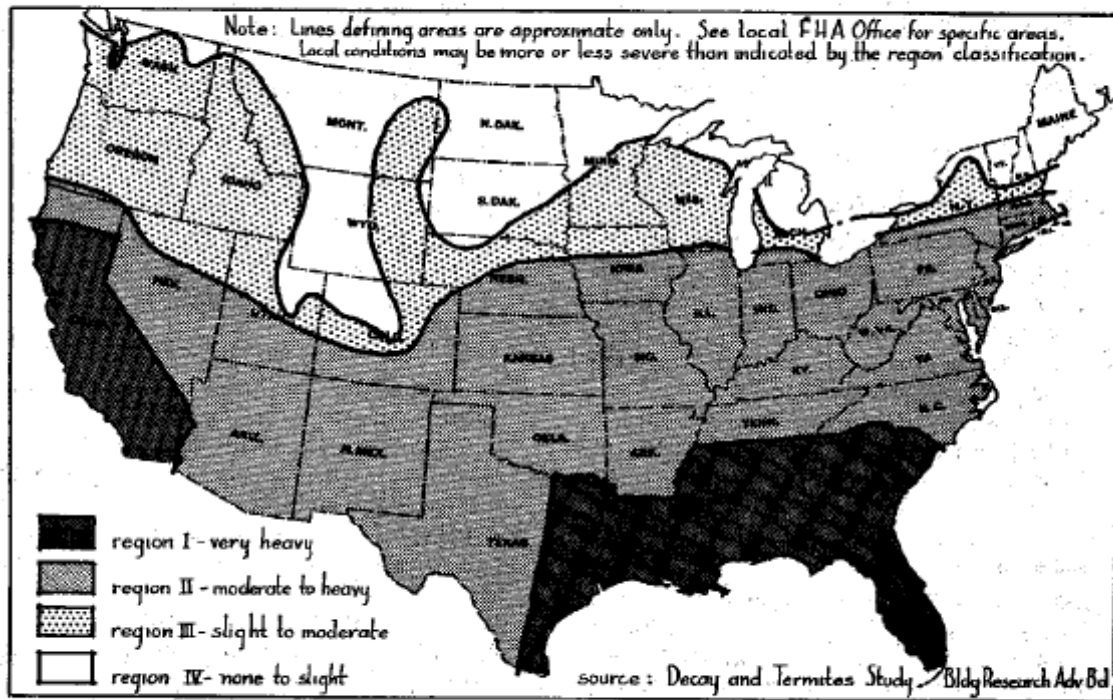 Note: Lines defining areas are approximate only. See local FHA Office for specific areas.
Local conditions may be more or less severe than indicated by the region classification.
WASH.
MONT.
N. DAK.
MINN.
MAINE
VT.
OREGON
IDAHO
S. DAK.
WIS.
N.Y.
WYO.
NEV.
NEBR.
IOWA
PA.
ILL.
IND.
OHIO
W. VA.
VA.
COLO.
KANSAS
MO.
KY.
N.C.
TENN.
ARIZ.
N. MEX.
OKLA.
ARK.
TEXAS
region I - very heavy
region II - moderate to heavy
region III - slight to moderate
region IV - none to slight
source: Decay and Termites Study, Bldg Research Adv Bd